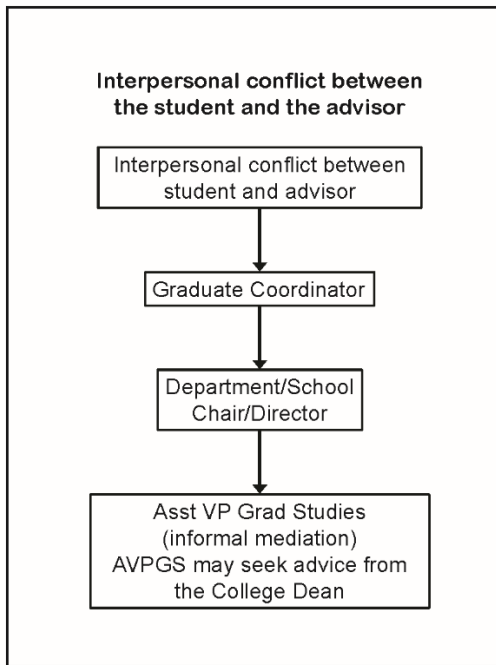 Interpersonal conflict between
the student and the advisor
Interpersonal conflict between
student and advisor
Graduate Coordinator
Department/School
Chair/Director
Asst VP Grad Studies
(informal mediation)
AVPGS may seek advice from
the College Dean